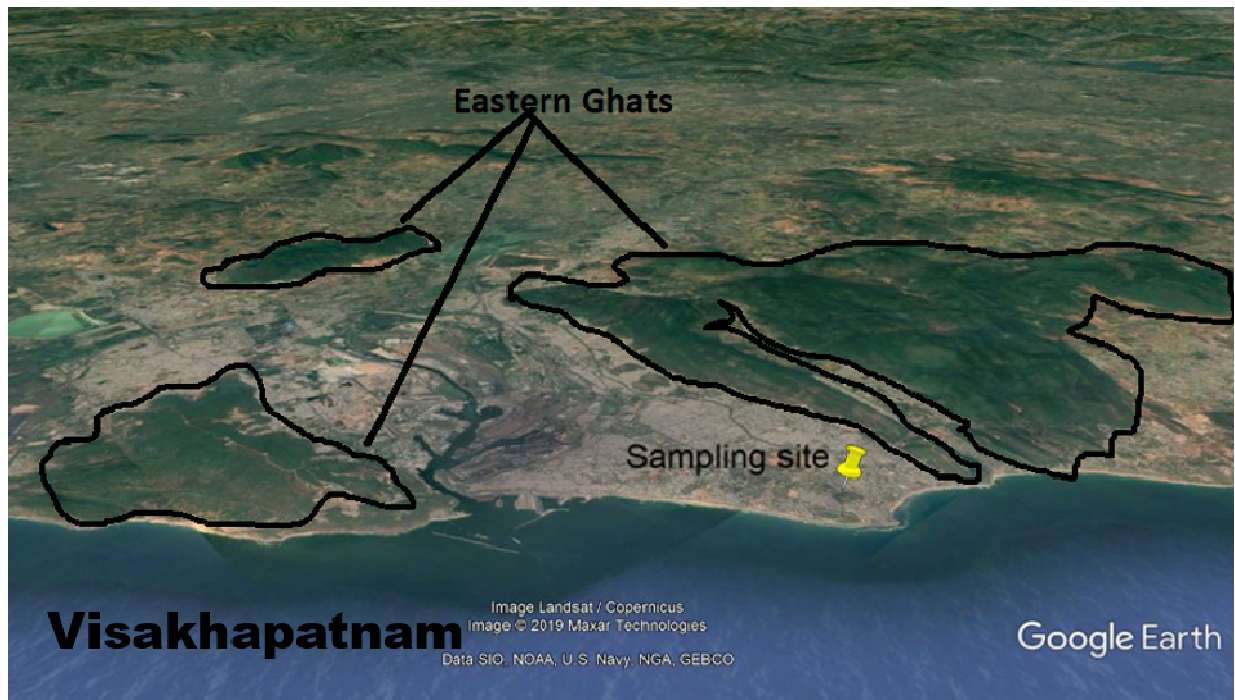 Eastern Ghats
Sampling site
Visakhapatnam
Image Landsat / Copernicus
Image © 2019 Maxar Technologies
Data SIO, NOAA, U.S. Navy, NGA, GEBCO
Google Earth